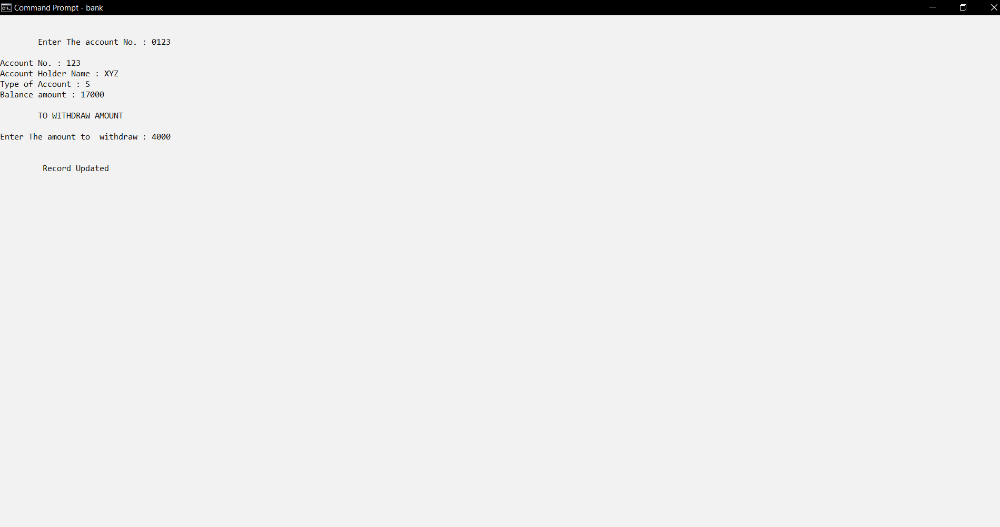 Command Prompt - bank
Enter The account No. : 0123
Account No. : 123
Account Holder Name : XYZ
Type of Account : S
Balance amount : 17000
TO WITHDRAW AMOUNT
Enter The amount to  withdraw : 4000
Record Updated